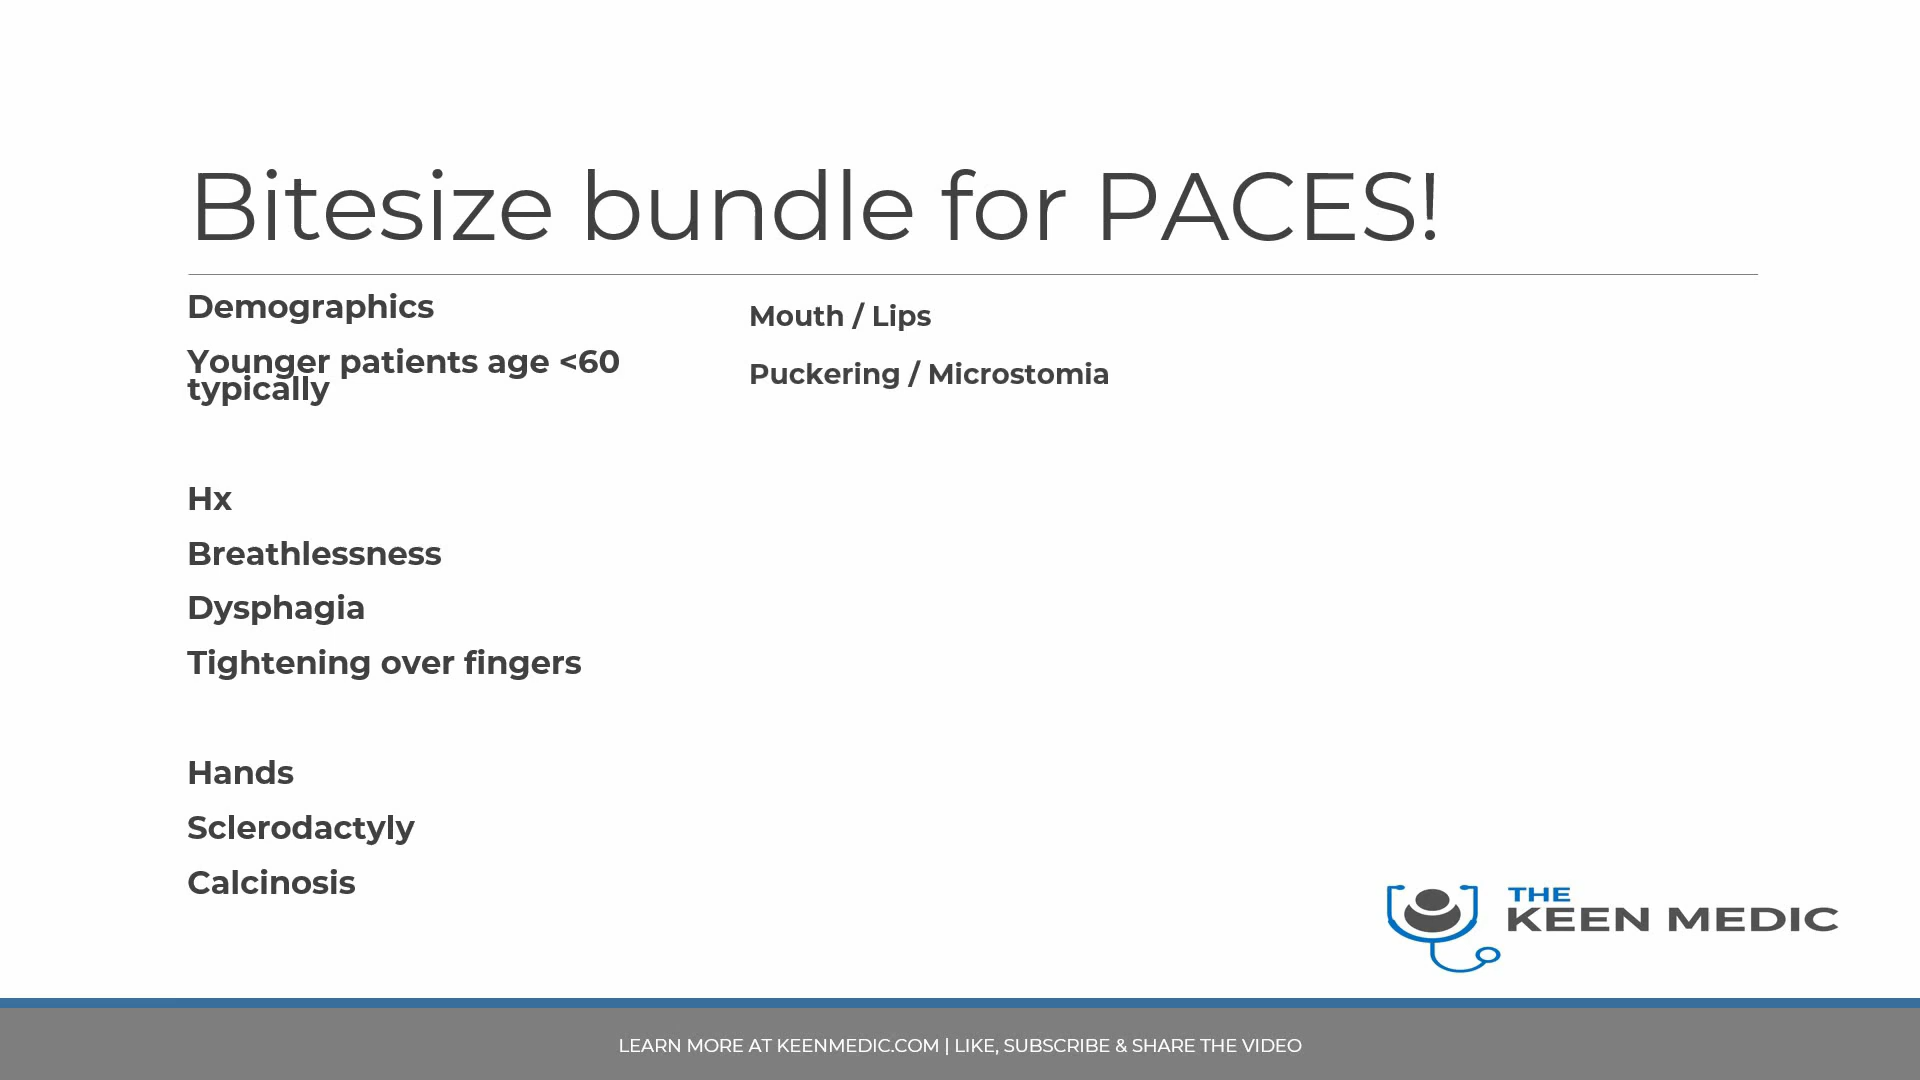 Bitesize bundle for PACES!
Demographics
Younger patients age <60
typically
Hx
Breathlessness
Dysphagia
Tightening over fingers
Hands
Sclerodactyly
Calcinosis
Mouth / Lips
Puckering / Microstomia
THE
KEEN MEDIC
LEARN MORE AT KEENMEDIC.COM | LIKE, SUBSCRIBE & SHARE THE VIDEO